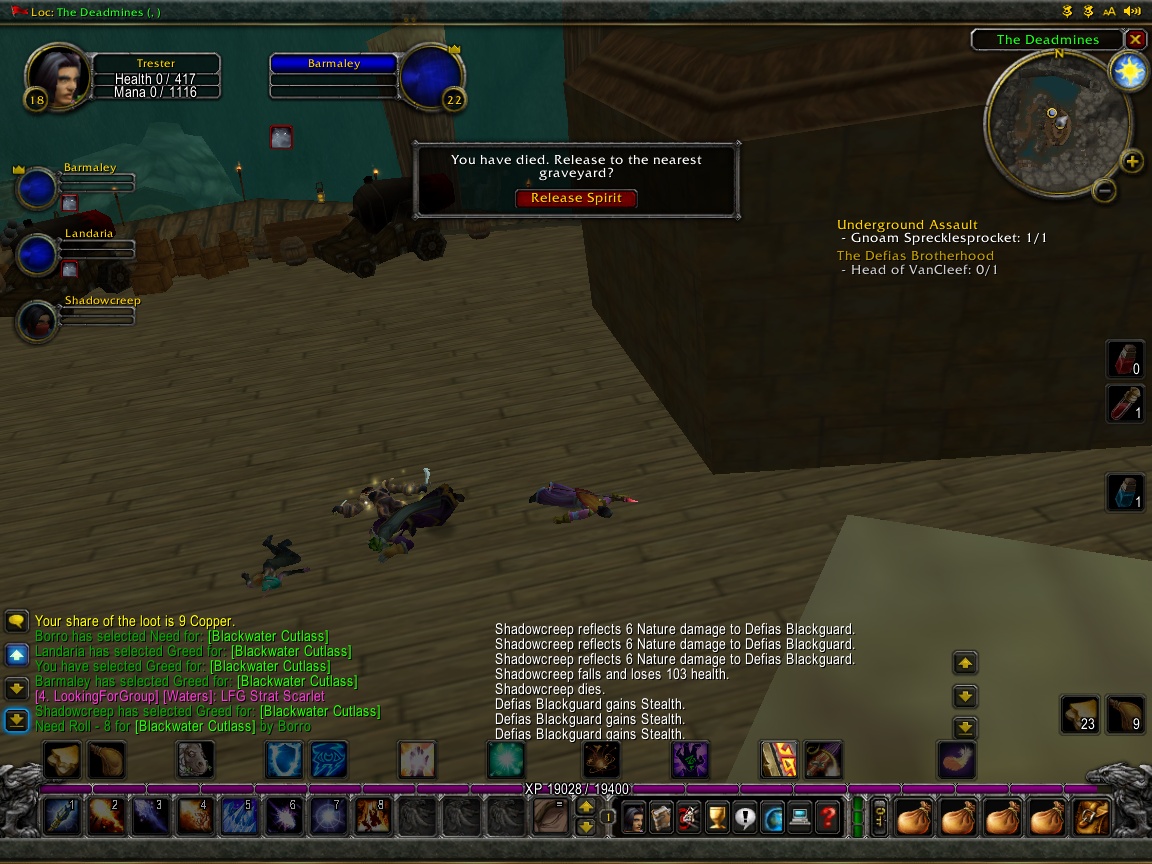 Loc: The Deadmines (, )
The Deadmines
N
Trester
Health 0 / 417
Mana 0 / 1116
18
Barmaley
22
You have died. Release to the nearest
graveyard?
Release Spirit
Barmaley
Landaria
Shadowcreep
Underground Assault
- Gnoam Sprecklesprocket: 1/1
The Defias Brotherhood
- Head of VanCleef: 0/1
0
1
1
Your share of the loot is 9 Copper.
Borro has selected Need for: [Blackwater Cutlass]
Landaria has selected Greed for: [Blackwater Cutlass]
You have selected Greed for: [Blackwater Cutlass]
Barmaley has selected Greed for: [Blackwater Cutlass]
[4. LookingForGroup] [Waters]: LFG Strat Scarlet
Shadowcreep has selected Greed for: [Blackwater Cutlass]
Need Roll - 8 for [Blackwater Cutlass] by Borro
Shadowcreep reflects 6 Nature damage to Defias Blackguard.
Shadowcreep reflects 6 Nature damage to Defias Blackguard.
Shadowcreep reflects 6 Nature damage to Defias Blackguard.
Shadowcreep falls and loses 103 health.
Shadowcreep dies.
Defias Blackguard gains Stealth.
Defias Blackguard gains Stealth.
Defias Blackguard gains Stealth.
23
9
XP 19028 / 19400
1 2 3 4 5 6 7 8 =
1